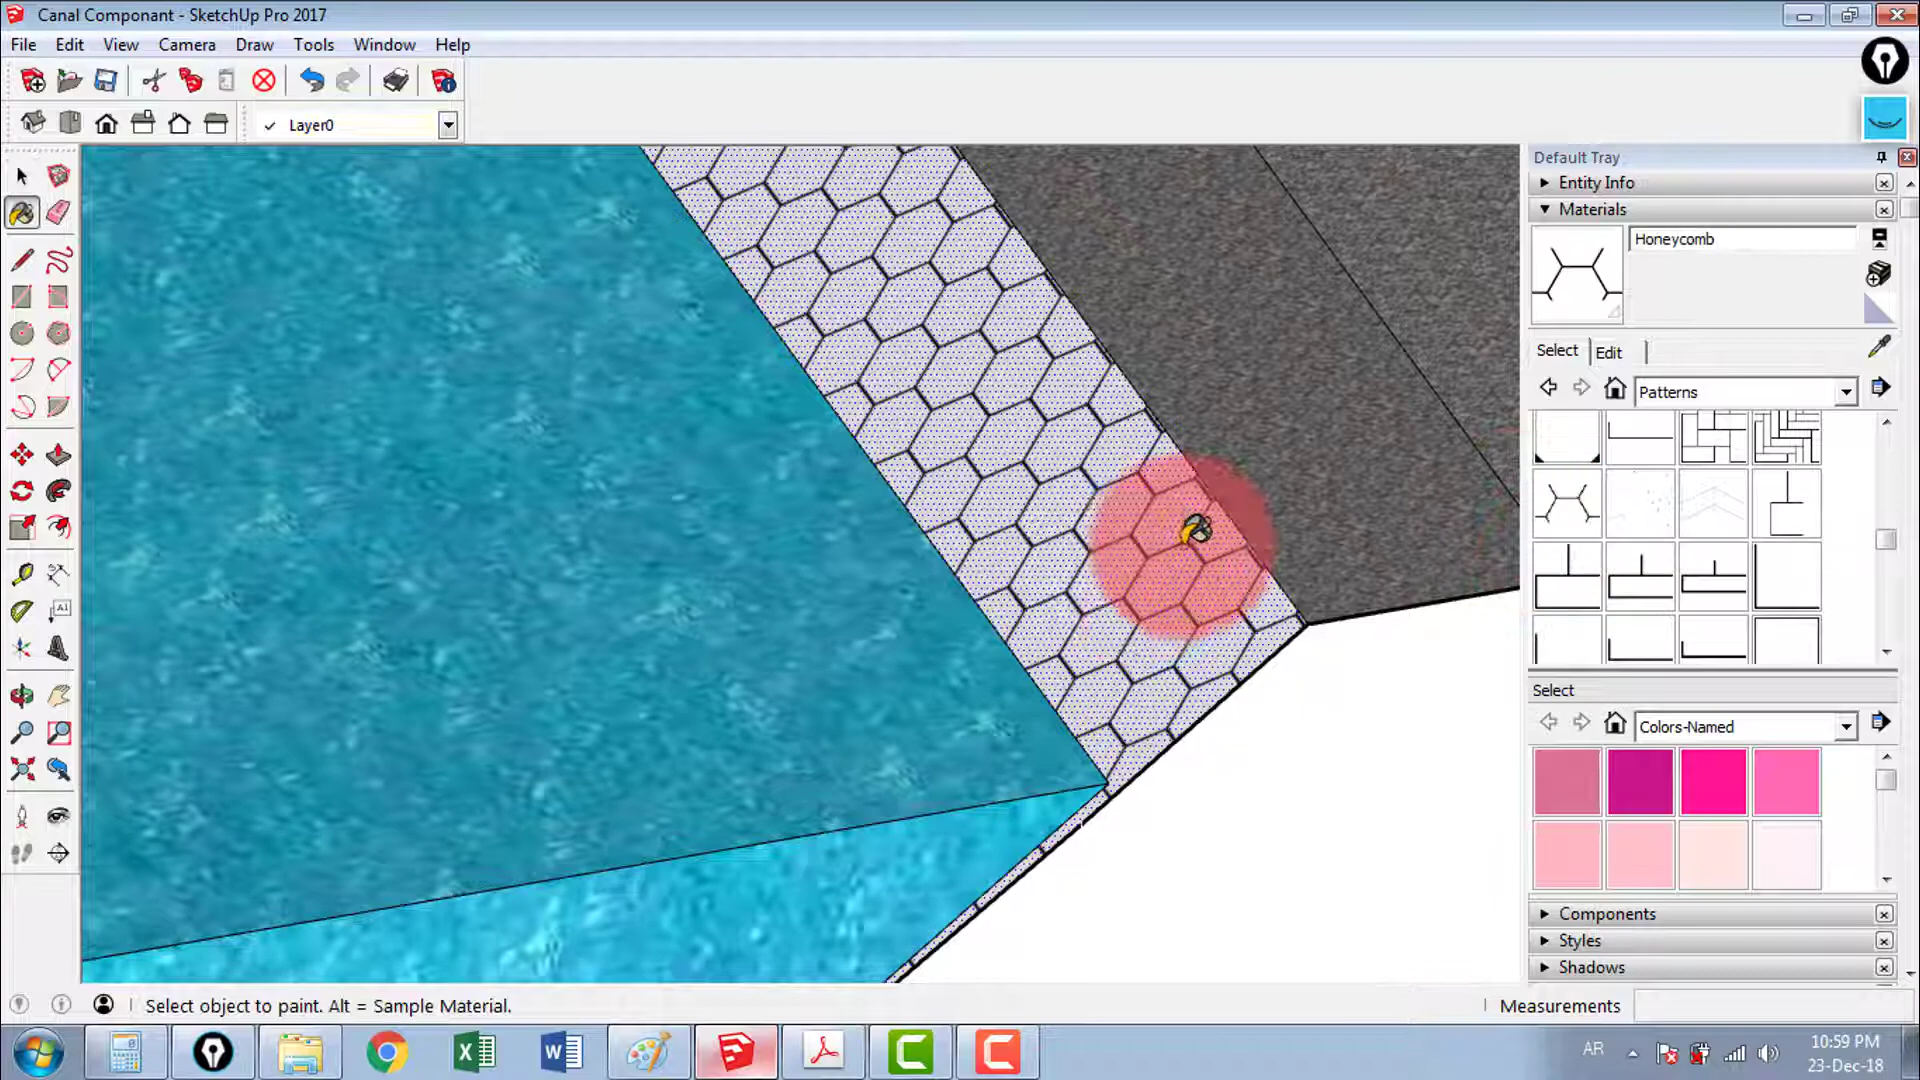 Canal Componant - SketchUp Pro 2017
File Edit View Camera Draw Tools Window Help
Layer0
Default Tray
Entity Info
Materials
Honeycomb
Select Edit
Patterns
Select
Colors-Named
Components
Styles
Shadows
Select object to paint. Alt = Sample Material.
Measurements
AR
10:59 PM
23-Dec-18